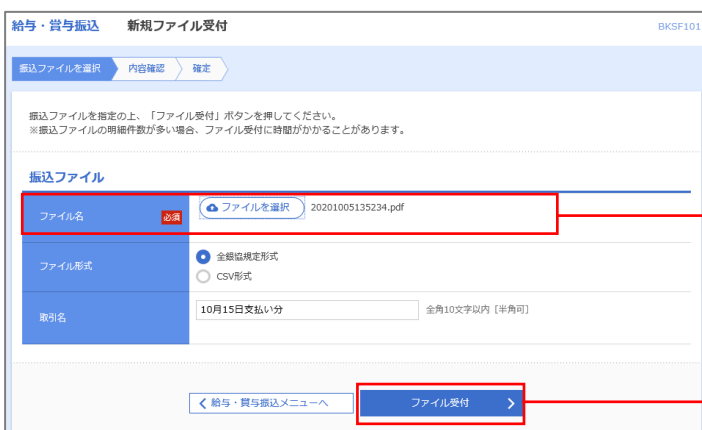 給与・賞与振込 新規ファイル受付 BKSF101
振込ファイルを選択 内容確認 確定
振込ファイルを指定の上、「ファイル受付」ボタンを押してください。
※振込ファイルの明細件数が多い場合、ファイル受付に時間がかかることがあります。
振込ファイル
ファイル名 必須 ファイルを選択 20201005135234.pdf
ファイル形式 全銀協規定形式
CSV形式
取引名 10月15日支払い分 全角10文字以内 [半角可]
給与・賞与振込メニューへ ファイル受付